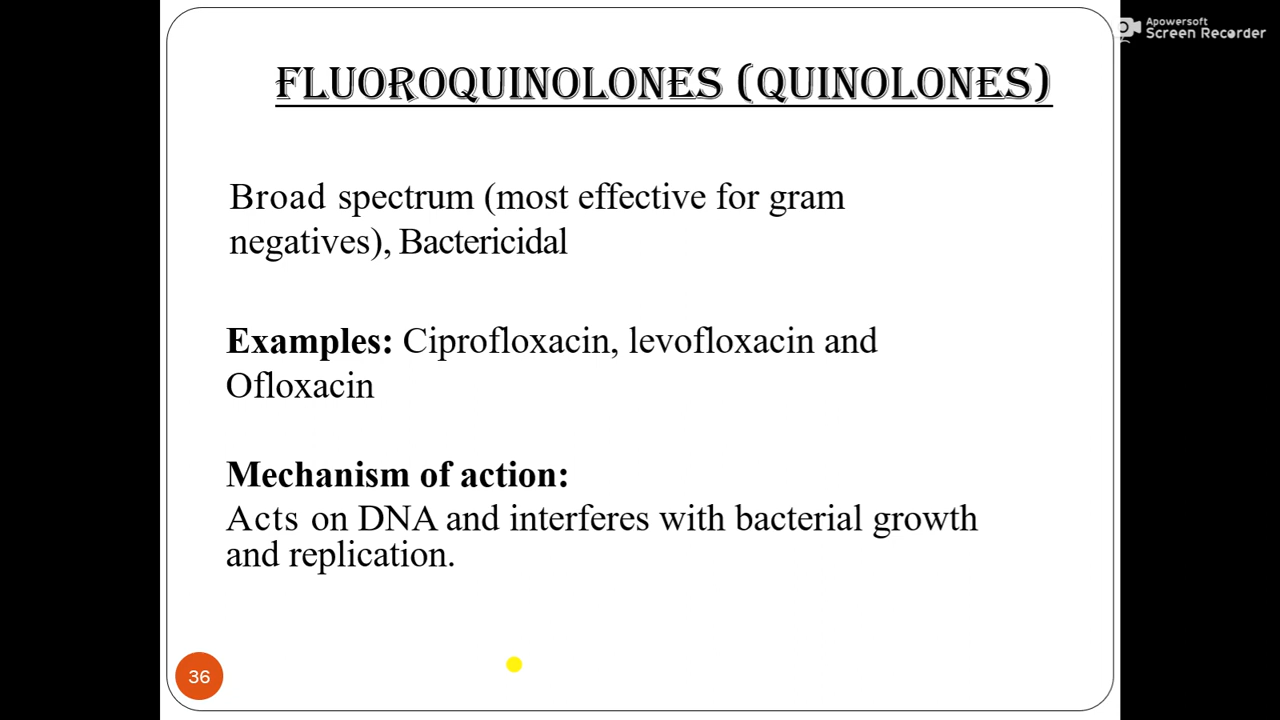 Apowersoft
Screen Recorder
FLUOROQUINOLONES (QUINOLONES)
Broad spectrum (most effective for gram
negatives), Bactericidal
Examples: Ciprofloxacin, levofloxacin and
Ofloxacin
Mechanism of action:
Acts on DNA and interferes with bacterial growth
and replication.
36